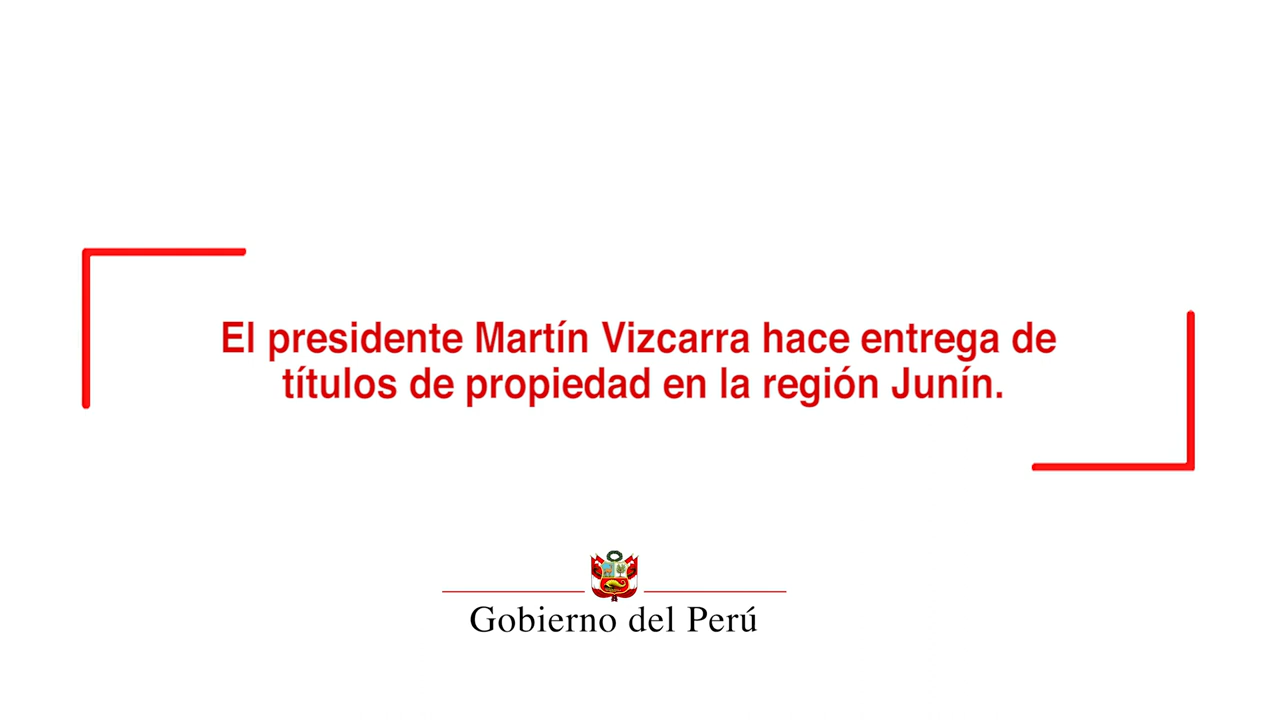 El presidente Martín Vizcarra hace entrega de
títulos de propiedad en la región Junín.
Gobierno del Perú